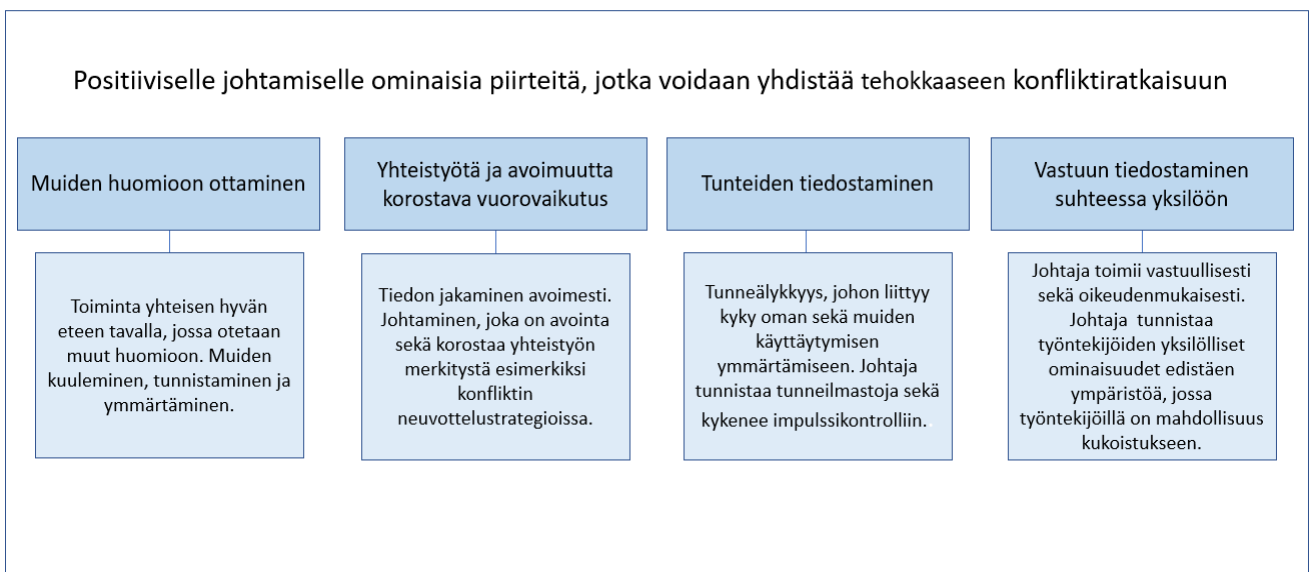 Positiiviselle johtamiselle ominaisia piirteitä, jotka voidaan yhdistää tehokkaaseen konfliktiratkaisuun
Muiden huomioon ottaminen
Toiminta yhteisen hyvän
eteen tavalla, jossa otetaan
muut huomioon. Muiden
kuuleminen, tunnistaminen ja
ymmärtäminen.
Yhteistyötä ja avoimuutta
korostava vuorovaikutus
Tiedon jakaminen avoimesti.
Johtaminen, joka on avointa
sekä korostaa yhteistyön
merkitystä esimerkiksi
konfliktin
neuvottelustrategioissa.
Tunteiden tiedostaminen
Tunneälykkyys, johon liittyy
kyky oman sekä muiden
käyttäytymisen
ymmärtämiseen. Johtaja
tunnistaa tunneilmastoja sekä
kykenee impulssikontrolliin.
Vastuun tiedostaminen
suhteessa yksilöön
Johtaja toimii vastuullisesti
sekä oikeudenmukaisesti.
Johtaja tunnistaa
työntekijöiden yksilölliset
ominaisuudet edistäen
ympäristöä, jossa
työntekijöillä on mahdollisuus
kukoistukseen.